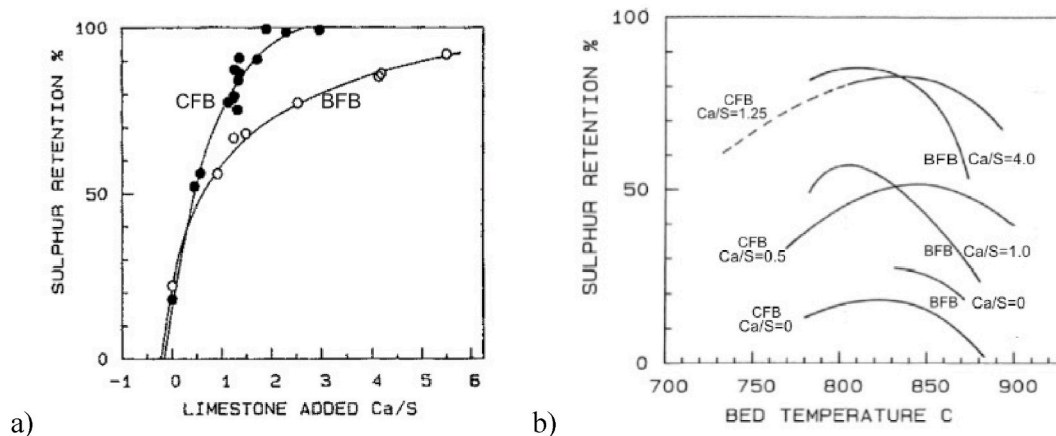 SULPHUR RETENTION %
100
50
0
CFB
BFB
-1 0 1 2 3 4 5 6
LIMESTONE ADDED Ca/S
a)
SULPHUR RETENTION %
100
50
0
CFB
Ca/S=1.25
BFB Ca/S=4.0
CFB
Ca/S=0.5
BFB Ca/S=1.0
BFB Ca/S=0
CFB
Ca/S=0
700 800 850 900
BED TEMPERATURE C
b)